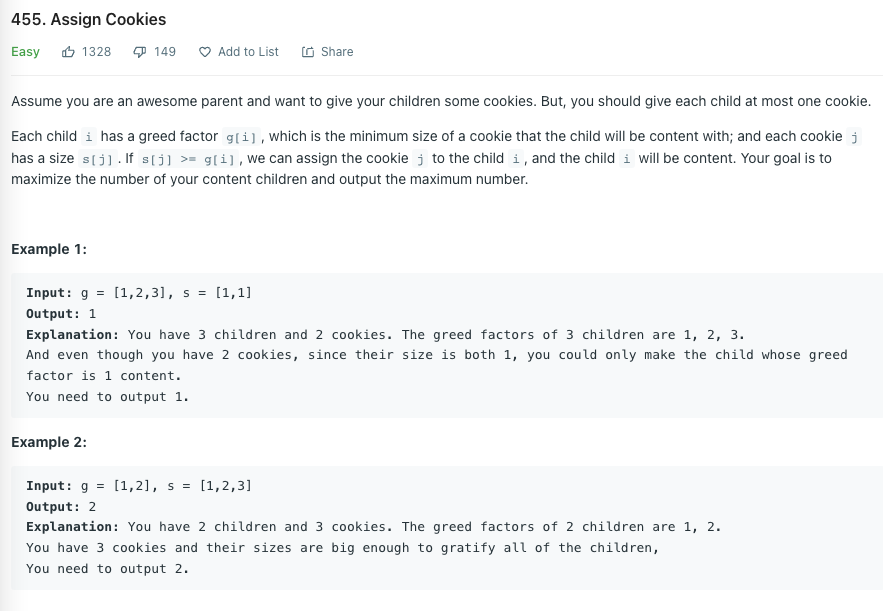 455. Assign Cookies
Easy 1328 149 Add to List Share
Assume you are an awesome parent and want to give your children some cookies. But, you should give each child at most one cookie.
Each child i has a greed factor g[i], which is the minimum size of a cookie that the child will be content with; and each cookie j
has a size s[j]. If s[j] >= g[i], we can assign the cookie j to the child i, and the child i will be content. Your goal is to
maximize the number of your content children and output the maximum number.
Example 1:
Input: g = [1,2,3], s = [1,1]
Output: 1
Explanation: You have 3 children and 2 cookies. The greed factors of 3 children are 1, 2, 3.
And even though you have 2 cookies, since their size is both 1, you could only make the child whose greed
factor is 1 content.
You need to output 1.
Example 2:
Input: g = [1,2], s = [1,2,3]
Output: 2
Explanation: You have 2 children and 3 cookies. The greed factors of 2 children are 1, 2.
You have 3 cookies and their sizes are big enough to gratify all of the children,
You need to output 2.